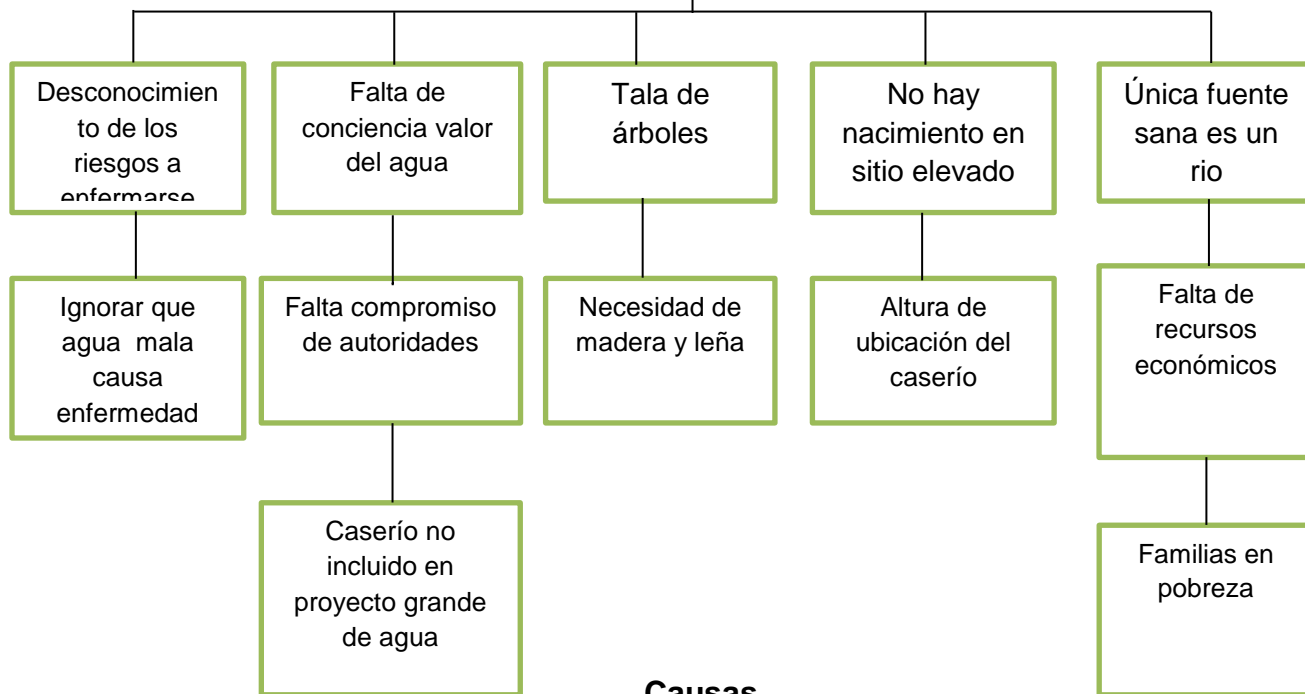 Desconocimien
to de los
riesgos a
enfermarse
Falta de
conciencia valor
del agua
Tala de
árboles
No hay
nacimiento en
sitio elevado
Única fuente
sana es un
rio
Ignorar que
agua mala
causa
enfermedad
Falta compromiso
de autoridades
Necesidad de
madera y leña
Altura de
ubicación del
caserío
Falta de
recursos
económicos
Caserío no
incluido en
proyecto grande
de agua
Familias en
pobreza
Causas